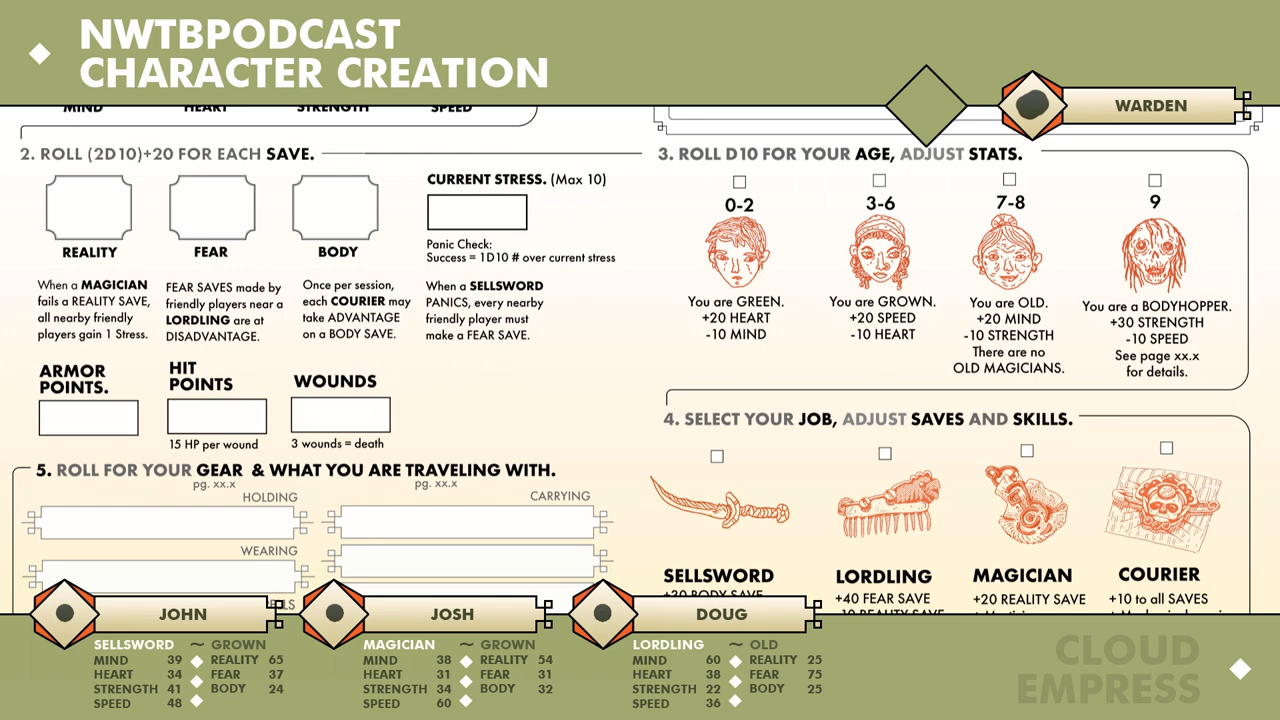 NWTBPODCAST
CHARACTER CREATION
WARDEN
MIND HEART STRENGTH SPEED
2. ROLL (2D10)+20 FOR EACH SAVE.
REALITY
FEAR
BODY
CURRENT STRESS. (Max 10)
Panic Check:
Success = 1D10 # over current stress
When a MAGICIAN
fails a REALITY SAVE,
all nearby friendly
players gain 1 Stress.
FEAR SAVES made by
friendly players near a
LORDLING are at
DISADVANTAGE.
Once per session,
each COURIER may
take ADVANTAGE
on a BODY SAVE.
When a SELLSWORD
PANICS, every nearby
friendly player must
make a FEAR SAVE.
ARMOR
POINTS.
HIT
POINTS
15 HP per wound
WOUNDS
3 wounds = death
5. ROLL FOR YOUR GEAR & WHAT YOU ARE TRAVELING WITH.
pg. xx.x pg. xx.x
HOLDING
CARRYING
WEARING
3. ROLL D10 FOR YOUR AGE, ADJUST STATS.
0-2
You are GREEN.
+20 HEART
-10 MIND
3-6
You are GROWN.
+20 SPEED
-10 HEART
7-8
You are OLD.
+20 MIND
-10 STRENGTH
There are no
OLD MAGICIANS.
9
You are a BODYHOPPER.
+30 STRENGTH
-10 SPEED
See page xx.x
for details.
4. SELECT YOUR JOB, ADJUST SAVES AND SKILLS.
SELLSWORD
+30 BODY SAVE
LORDLING
+40 FEAR SAVE
-10 REALITY SAVE
MAGICIAN
+20 REALITY SAVE
COURIER
+10 to all SAVES
JOHN
SELLSWORD ~ GROWN
MIND 39 REALITY 65
HEART 34 FEAR 37
STRENGTH 41 BODY 24
SPEED 48
JOSH
MAGICIAN ~ GROWN
MIND 38 REALITY 54
HEART 31 FEAR 31
STRENGTH 34 BODY 32
SPEED 60
DOUG
LORDLING ~ OLD
MIND 60 REALITY 25
HEART 38 FEAR 75
STRENGTH 22 BODY 25
SPEED 36
CLOUD
EMPRESS